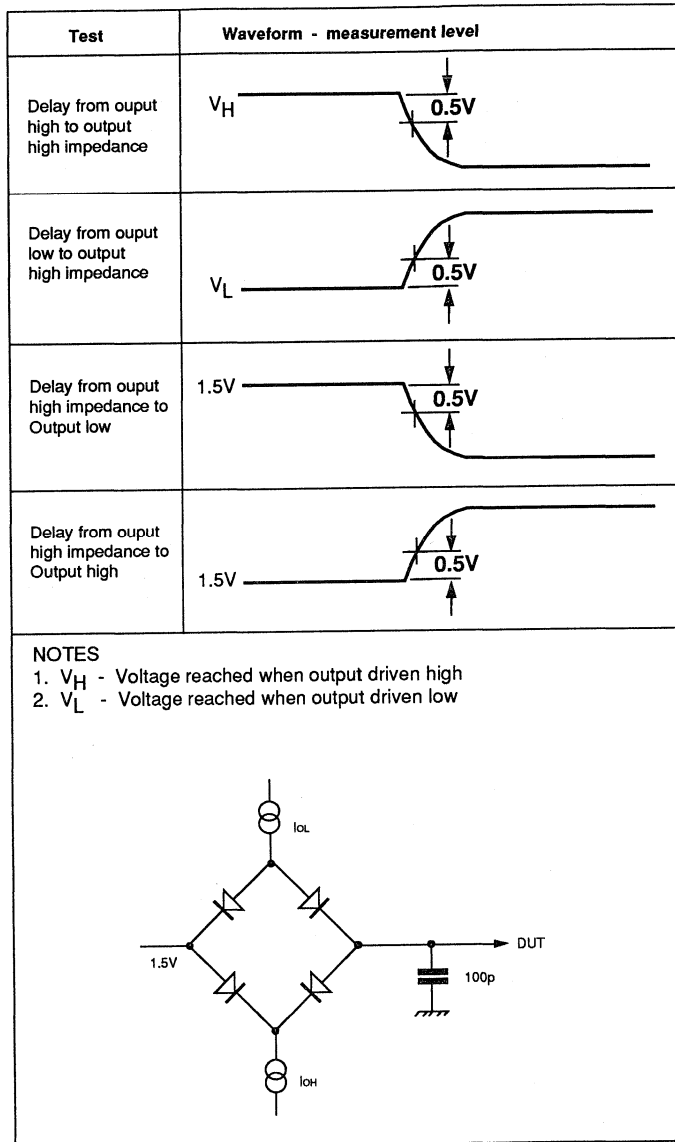 Test
Waveform - measurement level
Delay from ouput
high to output
high impedance
VH
0.5V
Delay from ouput
low to output
high impedance
VL
0.5V
Delay from ouput
high impedance to
Output low
1.5V
0.5V
Delay from ouput
high impedance to
Output high
1.5V
0.5V
NOTES
1. VH - Voltage reached when output driven high
2. VL - Voltage reached when output driven low
IOL
1.5V
DUT
100p
IOH